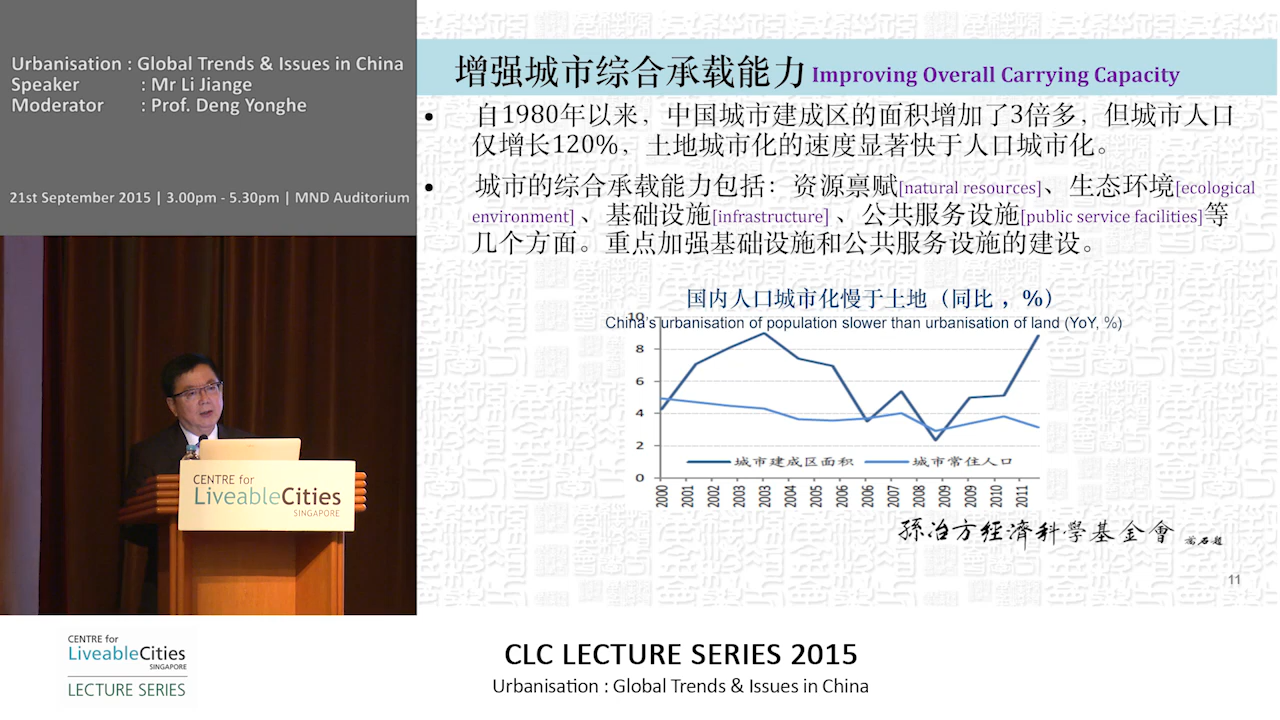 Urbanisation : Global Trends & Issues in China
Speaker : Mr Li Jiange
Moderator : Prof. Deng Yonghe
21st September 2015 | 3.00pm - 5.30pm | MND Auditorium
增强城市综合承载能力 Improving Overall Carrying Capacity
• 自1980年以来，中国城市建成区的面积增加了3倍多，但城市人口
仅增长120%，土地城市化的速度显著快于人口城市化。
• 城市的综合承载能力包括：资源禀赋[natural resources]、生态环境[ecological
environment]、基础设施[infrastructure]、公共服务设施[public service facilities]等
几个方面。重点加强基础设施和公共服务设施的建设。
国内人口城市化慢于土地（同比，%）
China's urbanisation of population slower than urbanisation of land (YoY, %)
10
8
6
4
2
0
城市建成区面积 城市常住人口
2000 2001 2002 2003 2003 2004 2005 2006 2006 2007 2008 2009 2009 2010 2011
孫冶方經濟科學基金會
11
CENTRE for
LiveableCities
SINGAPORE
CENTRE for
LiveableCities
SINGAPORE
LECTURE SERIES
CLC LECTURE SERIES 2015
Urbanisation : Global Trends & Issues in China